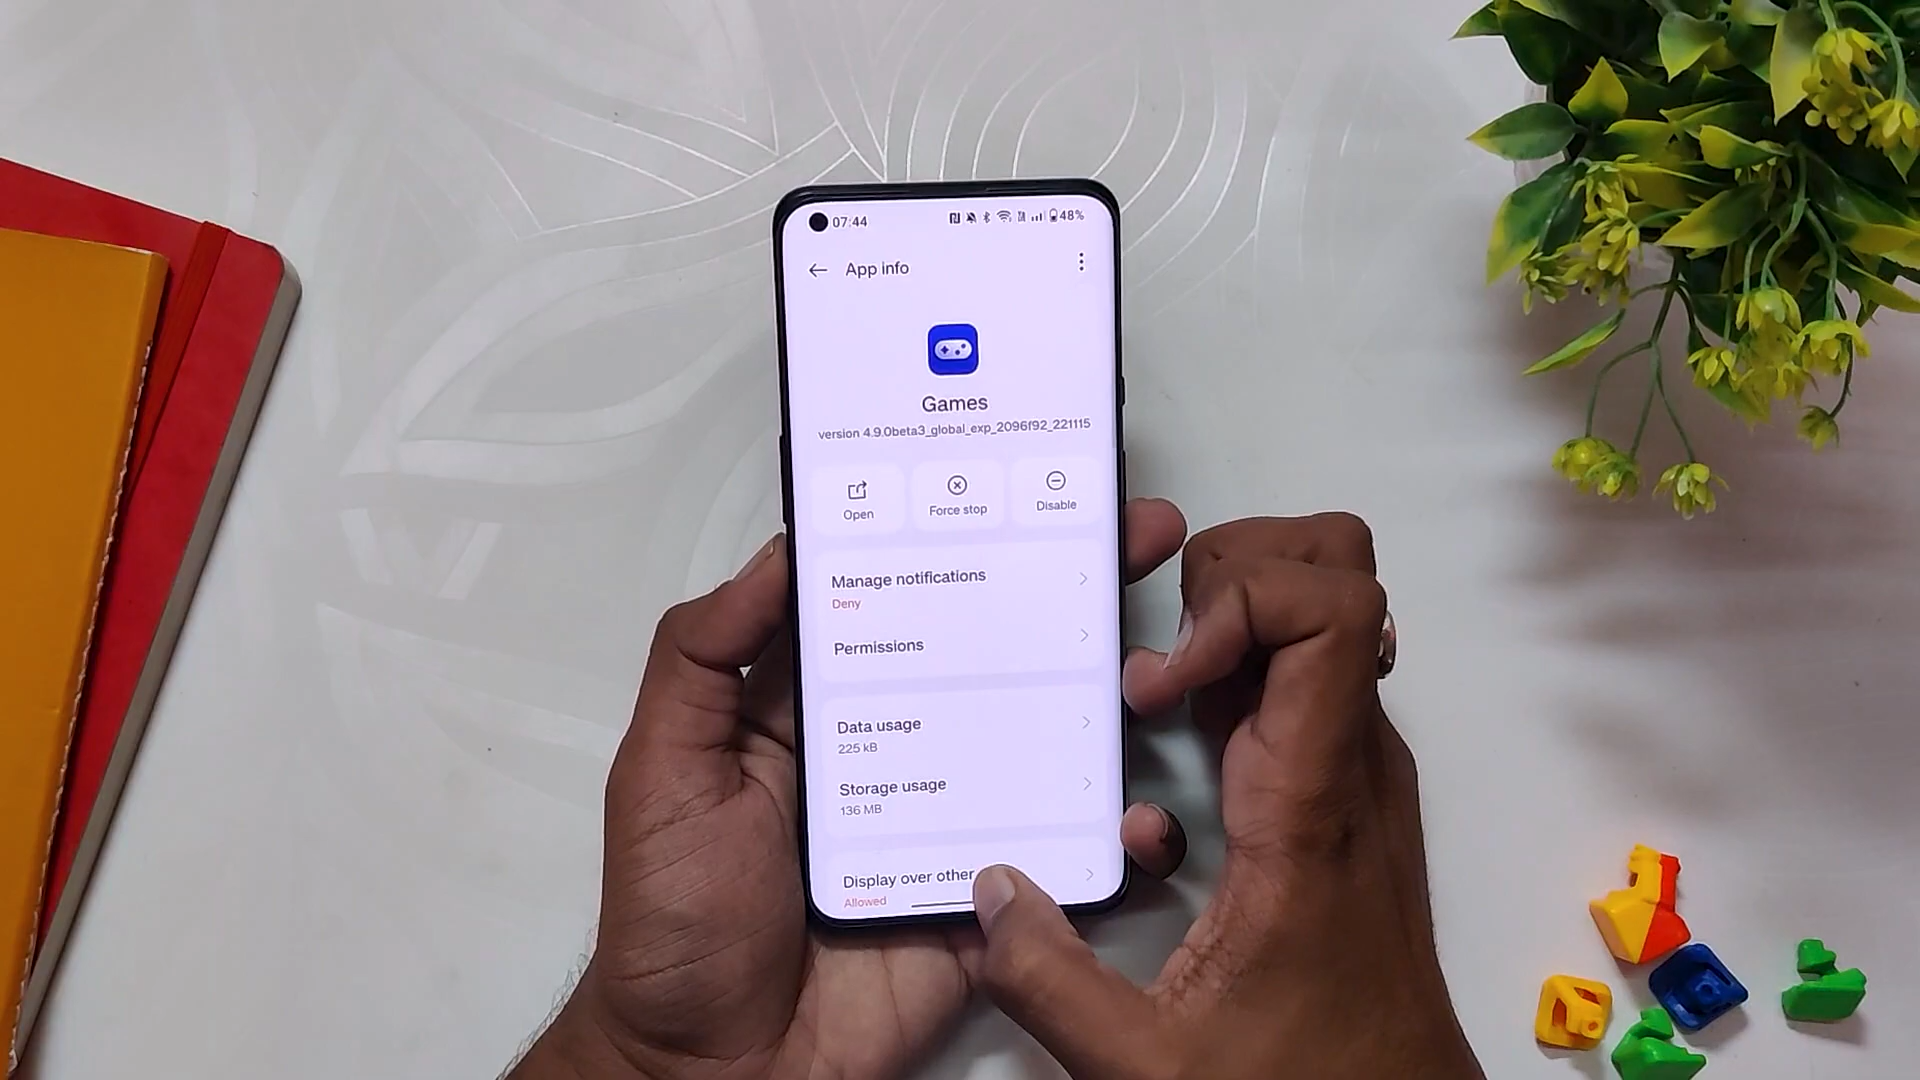 07:44
48%
App info
Games
version 4.9.0beta3_global_exp_2096f92_221115
Open
Force stop
Disable
Manage notifications
Deny
Permissions
Data usage
225 kB
Storage usage
136 MB
Display over other
Allowed